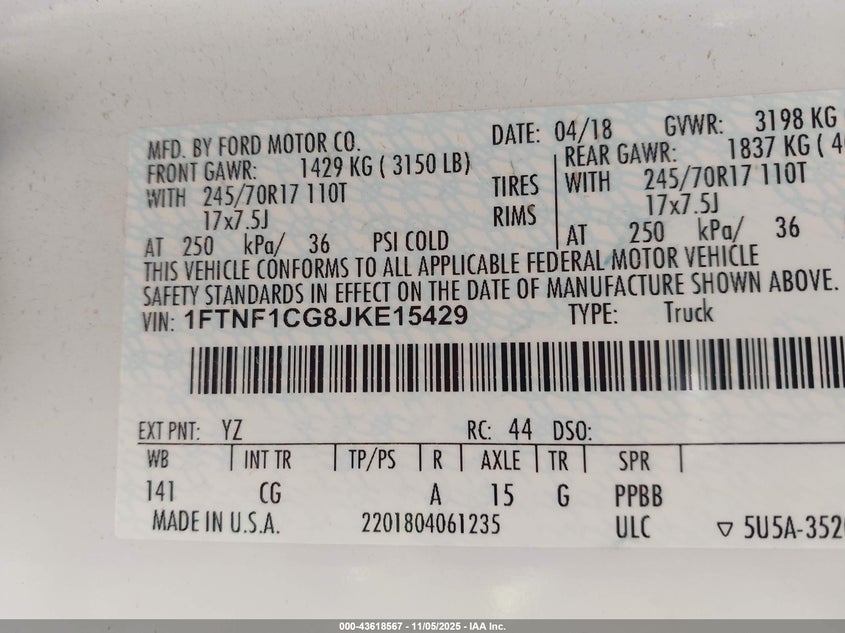 MFD. BY FORD MOTOR CO. DATE: 04/18 GVWR: 3198 KG
FRONT GAWR: 1429 KG ( 3150 LB) REAR GAWR: 1837 KG ( 4
WITH 245/70R17 110T TIRES WITH 245/70R17 110T
17x7.5J RIMS 17x7.5J
AT 250 kPa/ 36 PSI COLD AT 250 kPa/ 36
THIS VEHICLE CONFORMS TO ALL APPLICABLE FEDERAL MOTOR VEHICLE
SAFETY STANDARDS IN EFFECT ON THE DATE OF MANUFACTURE SHOWN ABOVE.
VIN: 1FTNF1CG8JKE15429 TYPE: Truck
EXT PNT: YZ RC: 44 DSO:
WB INT TR TP/PS R AXLE TR SPR
141 CG A 15 G PPBB
MADE IN U.S.A. 2201804061235 ULC ▽ 5U5A-352
000-43618567 - 11/05/2025 - IAA Inc.